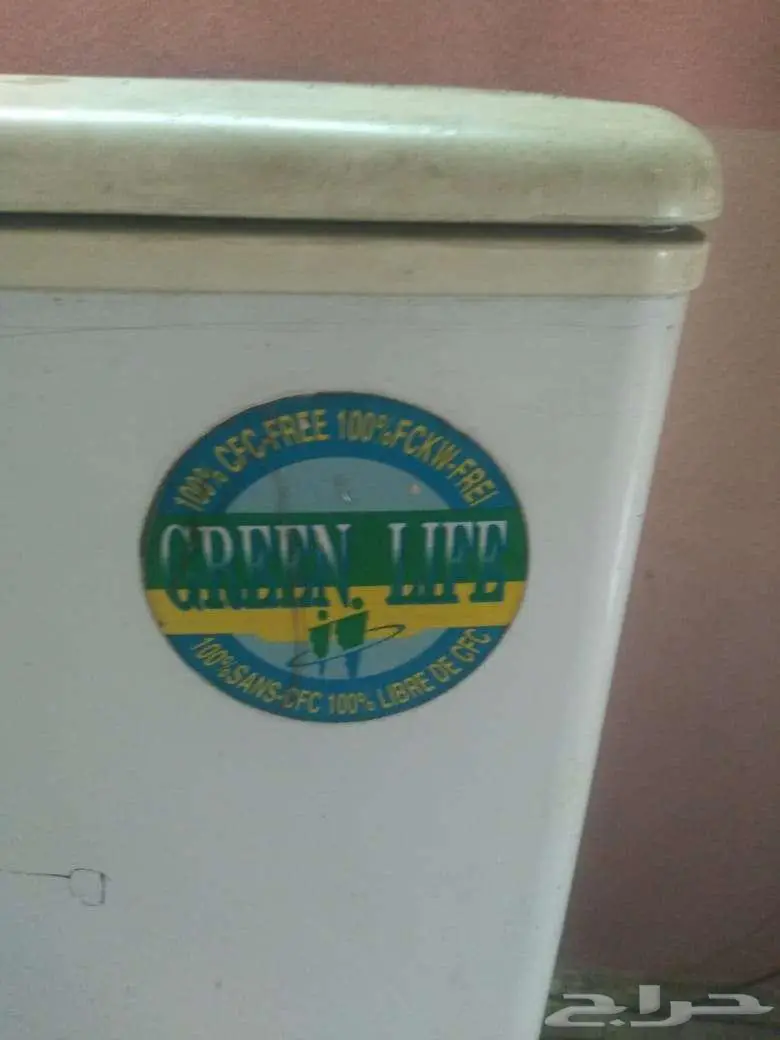 100% CFC-FREE 100%FCKW-FREI
GREEN LIFE
100%SANS-CFC 100% LIBRE DE CFC
حراج